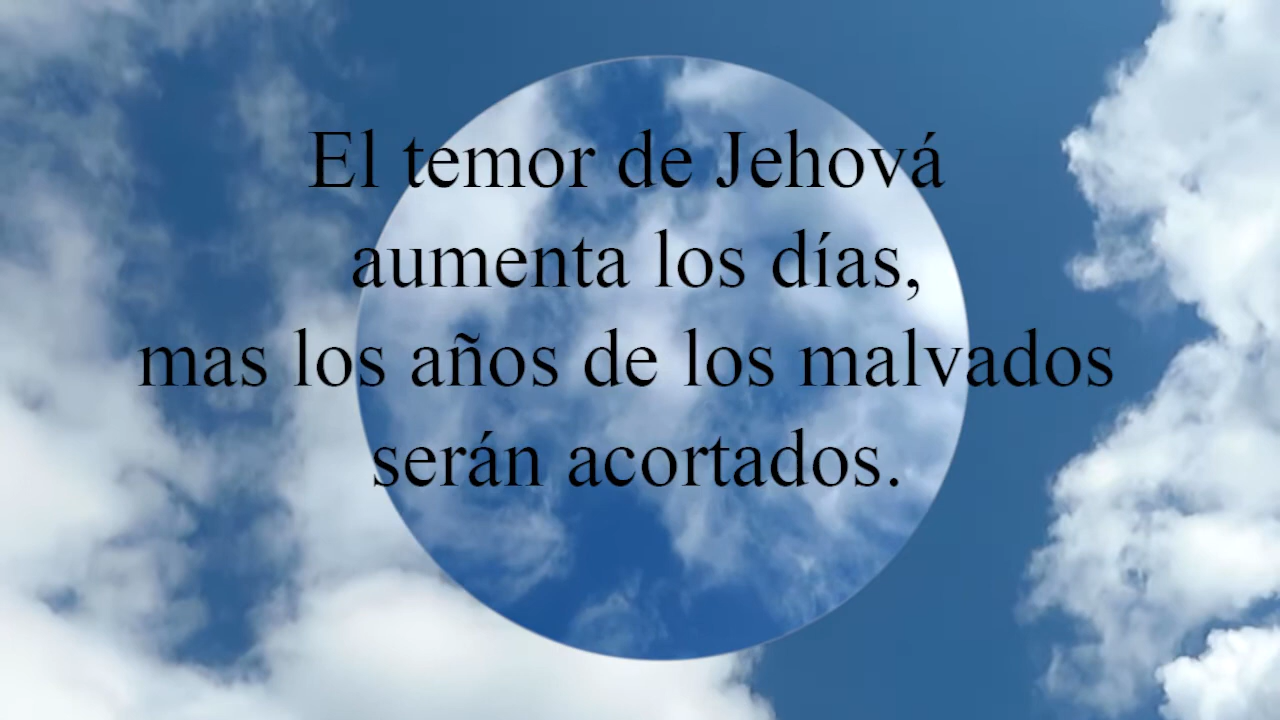 El temor de Jehová
aumenta los días,
mas los años de los malvados
serán acortados.